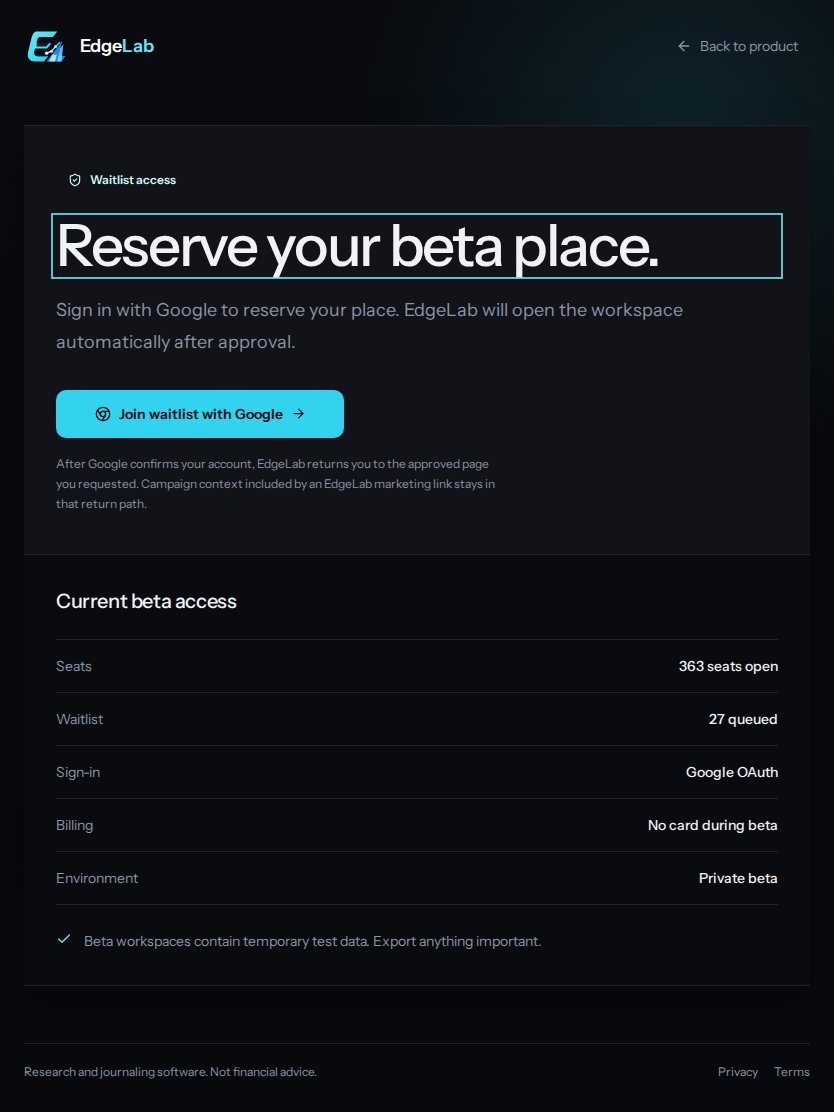 EdgeLab
Back to product
Waitlist access
Reserve your beta place.
Sign in with Google to reserve your place. EdgeLab will open the workspace
automatically after approval.
Join waitlist with Google
After Google confirms your account, EdgeLab returns you to the approved page
you requested. Campaign context included by an EdgeLab marketing link stays in
that return path.
Current beta access
Seats 363 seats open
Waitlist 27 queued
Sign-in Google OAuth
Billing No card during beta
Environment Private beta
Beta workspaces contain temporary test data. Export anything important.
Research and journaling software. Not financial advice. Privacy Terms